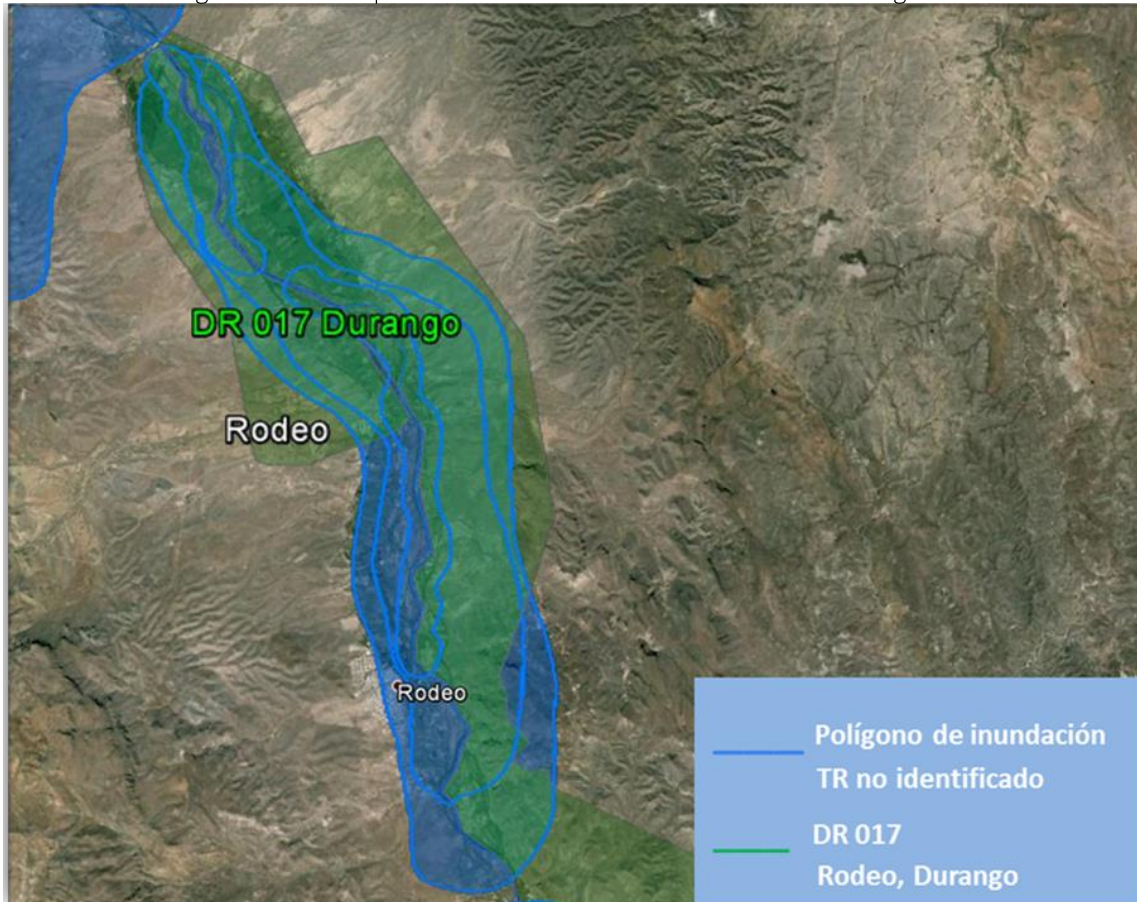 DR 017 Durango
Rodeo
Rodeo
Polígono de inundación
TR no identificado
DR 017
Rodeo, Durango